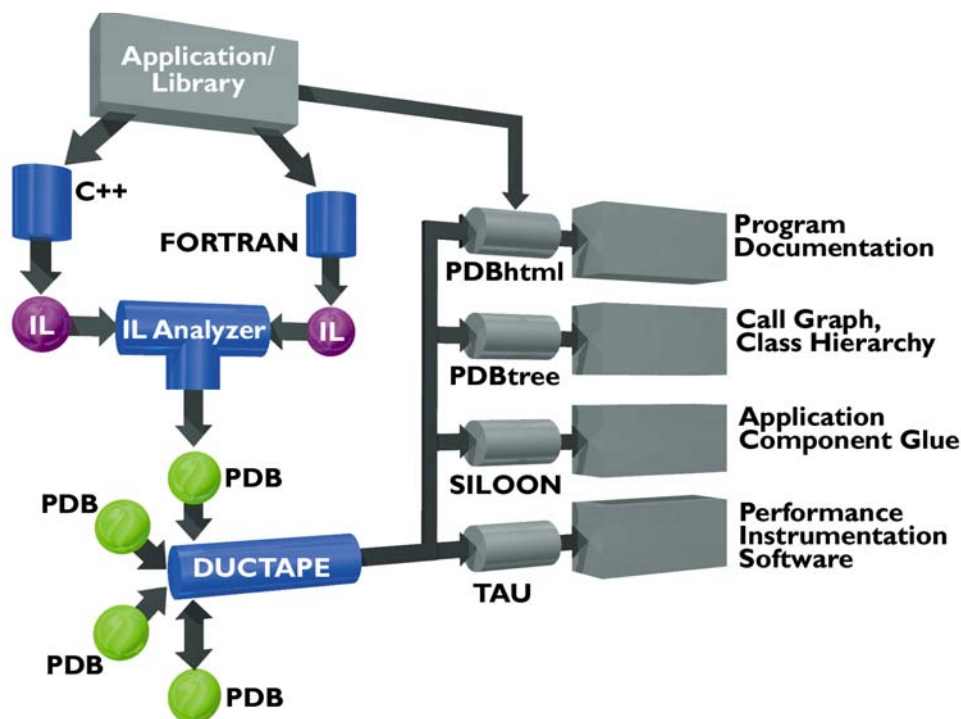 Application/
Library
C++
FORTRAN
IL
IL Analyzer
IL
PDB
PDB
DUCTAPE
PDB
PDB
PDBhtml
Program
Documentation
PDBtree
Call Graph,
Class Hierarchy
SILOON
Application
Component Glue
TAU
Performance
Instrumentation
Software